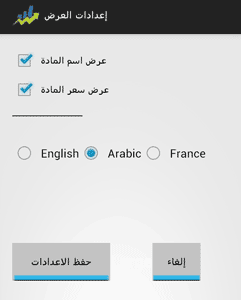 إعدادات العرض
عرض اسم المادة
عرض سعر المادة
English Arabic France
حفظ الاعدادات إلغاء